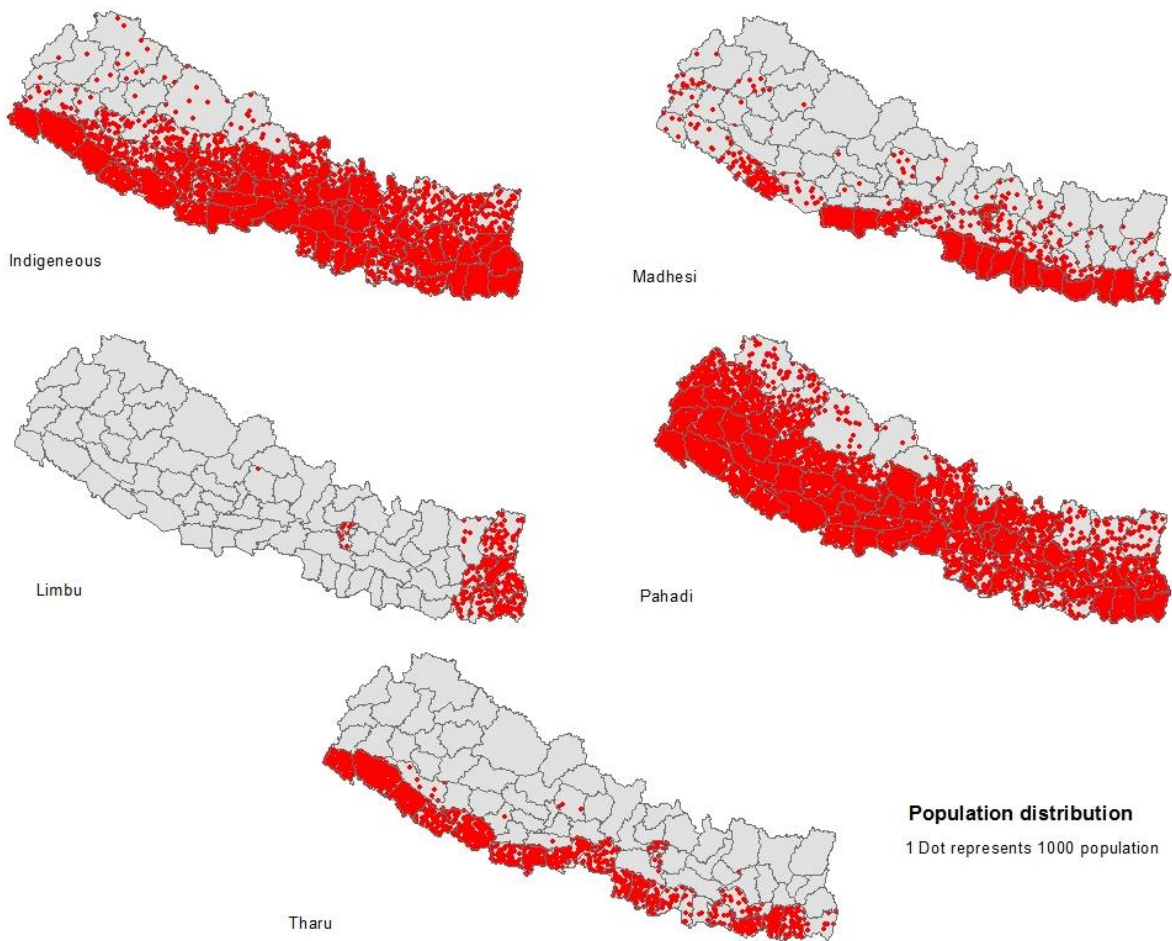 Indigeneous
Madhesi
Limbu
Pahadi
Population distribution
1 Dot represents 1000 population
Tharu